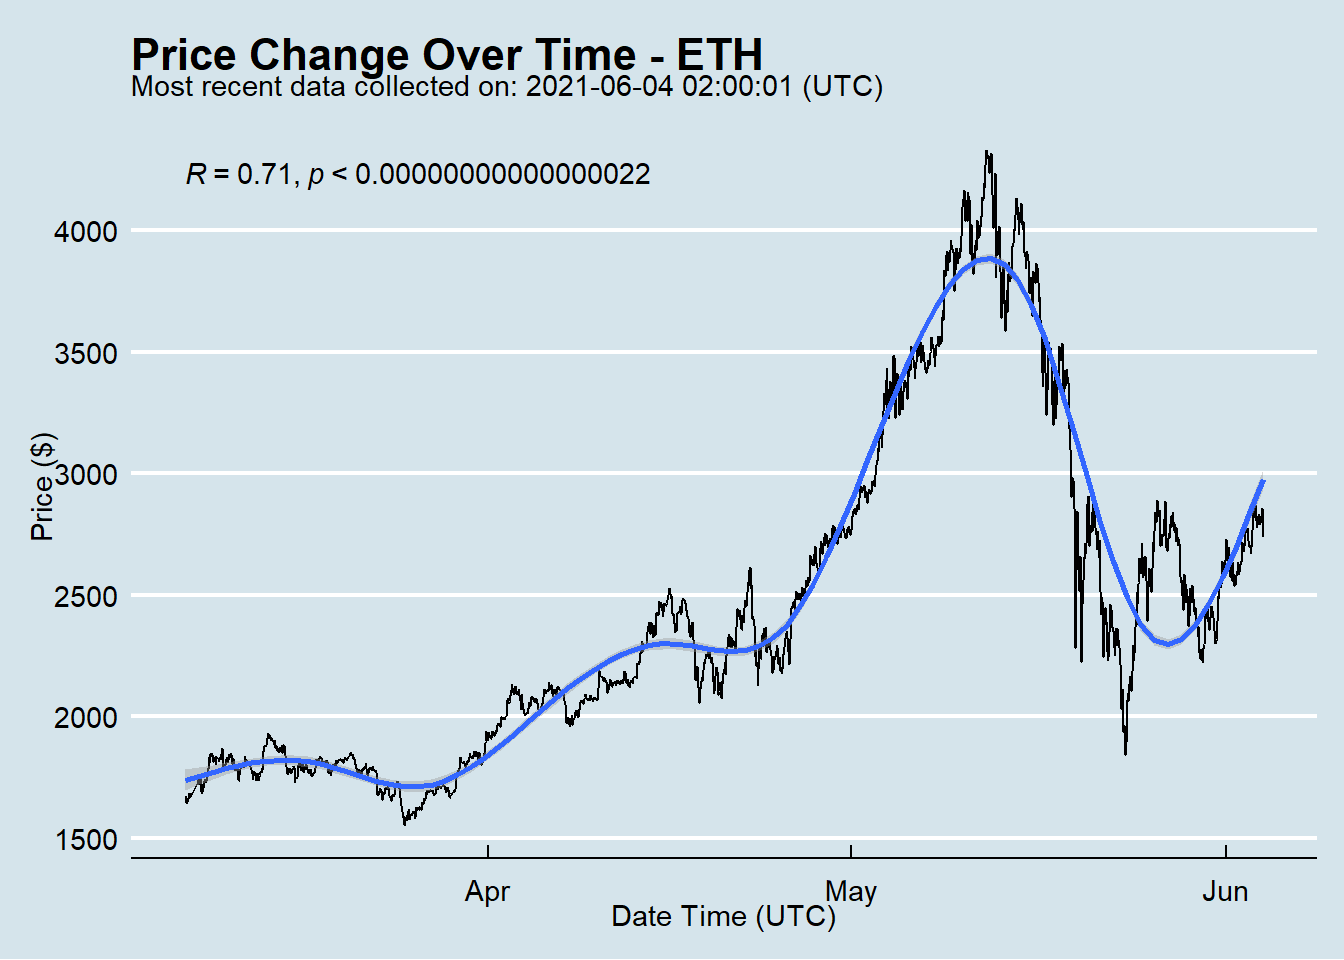 Price Change Over Time - ETH
Most recent data collected on: 2021-06-04 02:00:01 (UTC)
R = 0.71, p < 0.00000000000000022
4000
3500
3000
2500
2000
1500
Price ($)
Apr
May
Jun
Date Time (UTC)